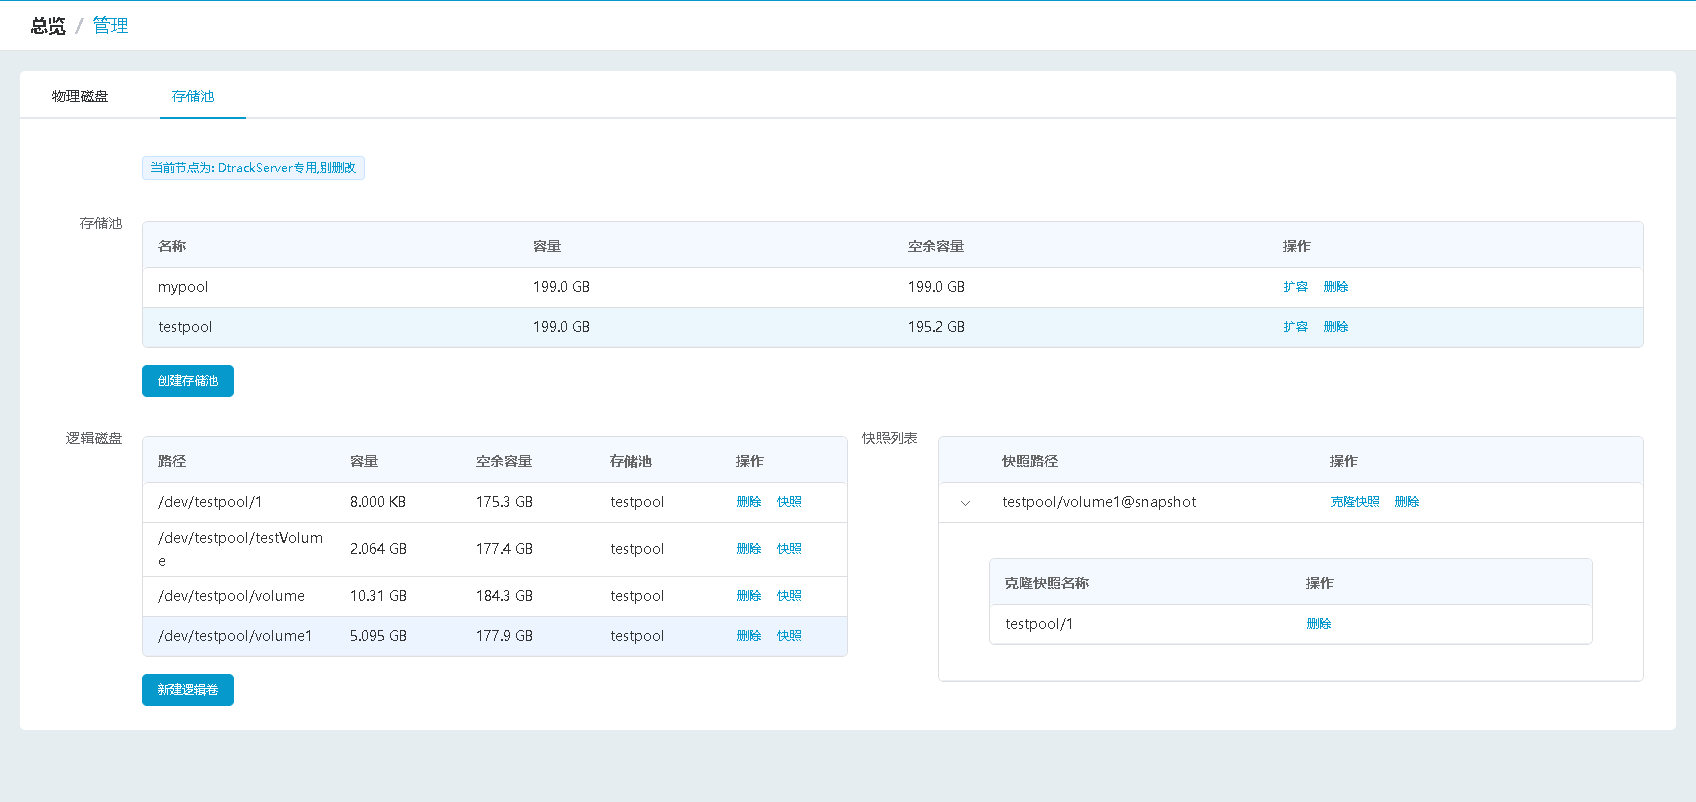 总览 / 管理
物理磁盘 存储池
当前节点为: DtrackServer专用,别删改
存储池
名称 容量 空余容量 操作
mypool 199.0 GB 199.0 GB 扩容 删除
testpool 199.0 GB 195.2 GB 扩容 删除
创建存储池
逻辑磁盘
路径 容量 空余容量 存储池 操作
/dev/testpool/1 8.000 KB 175.3 GB testpool 删除 快照
/dev/testpool/testVolum
e 2.064 GB 177.4 GB testpool 删除 快照
/dev/testpool/volume 10.31 GB 184.3 GB testpool 删除 快照
/dev/testpool/volume1 5.095 GB 177.9 GB testpool 删除 快照
新建逻辑卷
快照列表
快照路径 操作
testpool/volume1@snapshot 克隆快照 删除
克隆快照名称 操作
testpool/1 删除